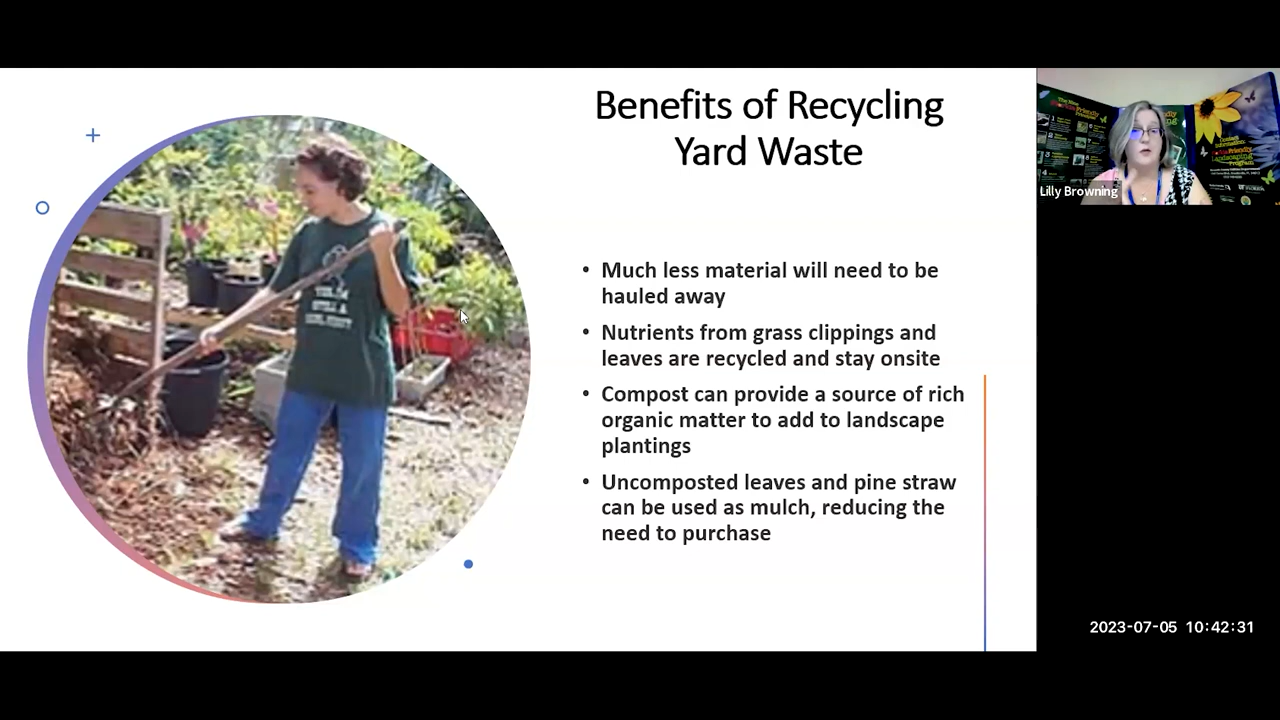 Benefits of Recycling
Yard Waste
• Much less material will need to be
hauled away
• Nutrients from grass clippings and
leaves are recycled and stay onsite
• Compost can provide a source of rich
organic matter to add to landscape
plantings
• Uncomposted leaves and pine straw
can be used as mulch, reducing the
need to purchase
Lilly Browning
2023-07-05 10:42:31